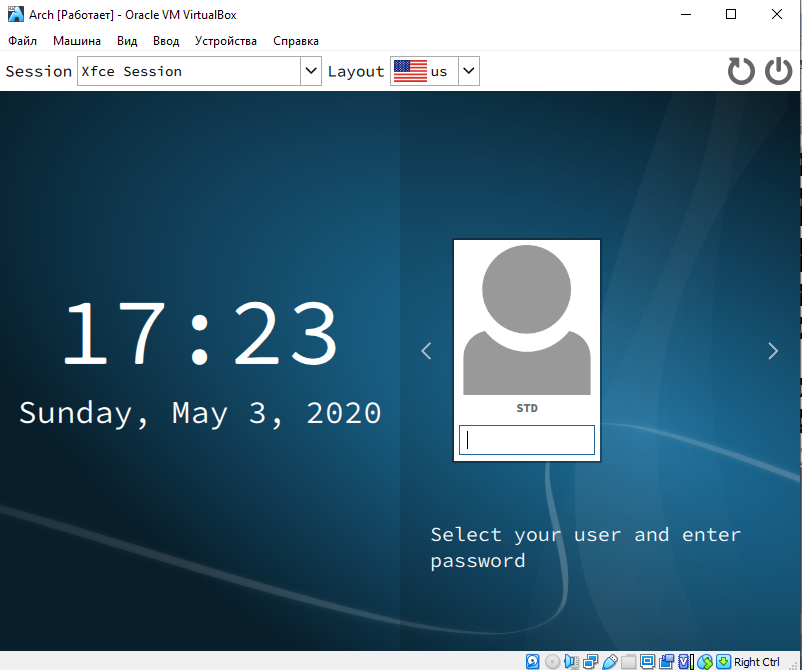 Arch [Работает] - Oracle VM VirtualBox
Файл Машина Вид Ввод Устройства Справка
Session Xfce Session Layout us
17:23
Sunday, May 3, 2020
STD
Select your user and enter
password
Right Ctrl